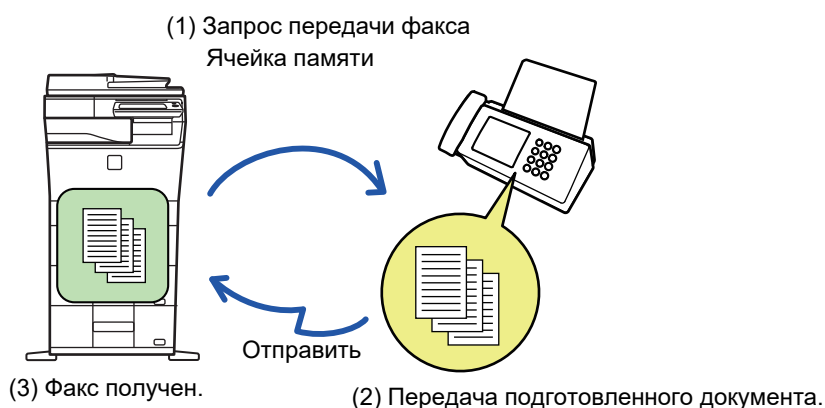 (1) Запрос передачи факса
Ячейка памяти
Отправить
(3) Факс получен.
(2) Передача подготовленного документа.